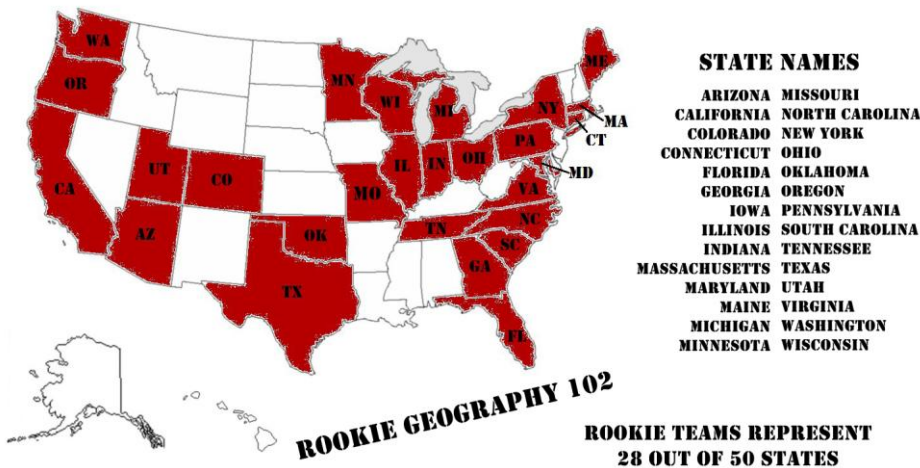 WA
OR
CA
UT
CO
AZ
TX
OK
MN
WI
MI
IL
IN
OH
MO
TN
NY
PA
ME
MA
CT
MD
VA
NC
SC
GA
FL
ROOKIE GEOGRAPHY 102
STATE NAMES
ARIZONA MISSOURI
CALIFORNIA NORTH CAROLINA
COLORADO NEW YORK
CONNECTICUT OHIO
FLORIDA OKLAHOMA
GEORGIA OREGON
IOWA PENNSYLVANIA
ILLINOIS SOUTH CAROLINA
INDIANA TENNESSEE
MASSACHUSETTS TEXAS
MARYLAND UTAH
MAINE VIRGINIA
MICHIGAN WASHINGTON
MINNESOTA WISCONSIN
ROOKIE TEAMS REPRESENT
28 OUT OF 50 STATES